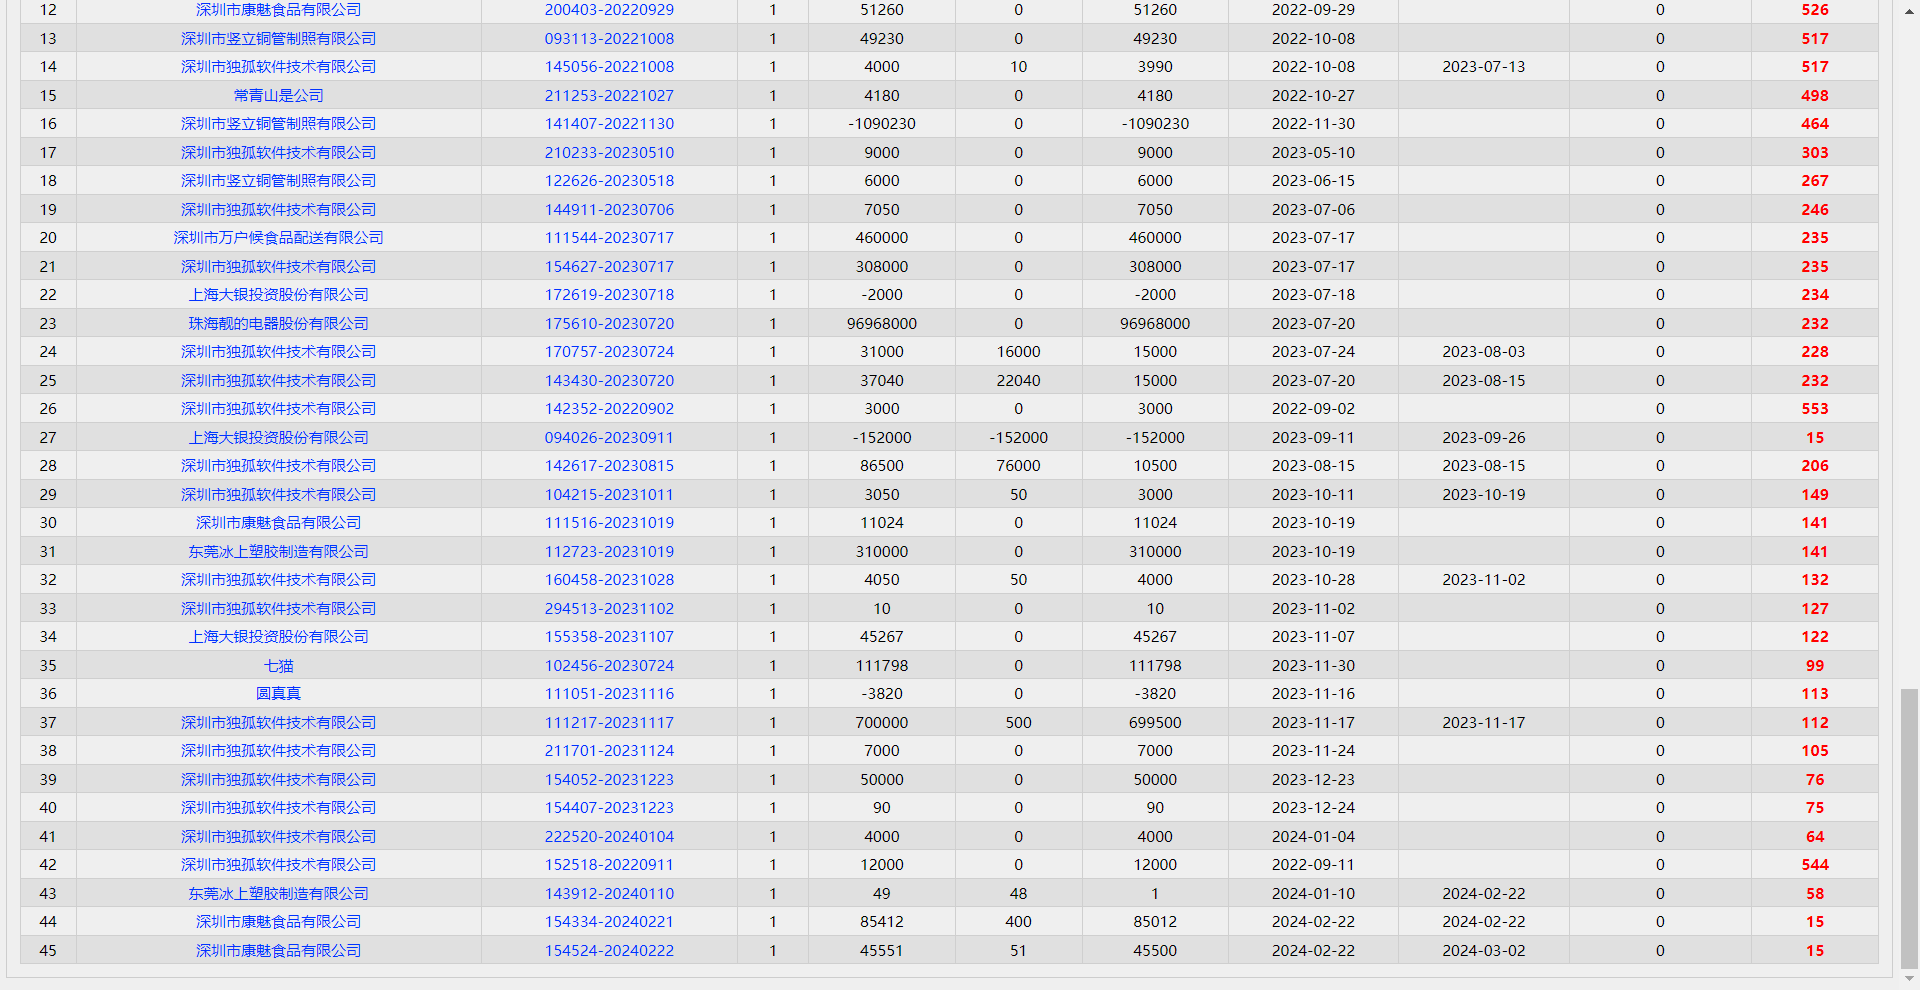 12 深圳市康魅食品有限公司 200403-20220929 1 51260 0 51260 2022-09-29 0 526
13 深圳市竖立铜管制照有限公司 093113-20221008 1 49230 0 49230 2022-10-08 0 517
14 深圳市独孤软件技术有限公司 145056-20221008 1 4000 10 3990 2022-10-08 2023-07-13 0 517
15 常青山是公司 211253-20221027 1 4180 0 4180 2022-10-27 0 498
16 深圳市竖立铜管制照有限公司 141407-20221130 1 -1090230 0 -1090230 2022-11-30 0 464
17 深圳市独孤软件技术有限公司 210233-20230510 1 9000 0 9000 2023-05-10 0 303
18 深圳市竖立铜管制照有限公司 122626-20230518 1 6000 0 6000 2023-06-15 0 267
19 深圳市独孤软件技术有限公司 144911-20230706 1 7050 0 7050 2023-07-06 0 246
20 深圳市万户候食品配送有限公司 111544-20230717 1 460000 0 460000 2023-07-17 0 235
21 深圳市独孤软件技术有限公司 154627-20230717 1 308000 0 308000 2023-07-17 0 235
22 上海大银投资股份有限公司 172619-20230718 1 -2000 0 -2000 2023-07-18 0 234
23 珠海靓的电器股份有限公司 175610-20230720 1 96968000 0 96968000 2023-07-20 0 232
24 深圳市独孤软件技术有限公司 170757-20230724 1 31000 16000 15000 2023-07-24 2023-08-03 0 228
25 深圳市独孤软件技术有限公司 143430-20230720 1 37040 22040 15000 2023-07-20 2023-08-15 0 232
26 深圳市独孤软件技术有限公司 142352-20220902 1 3000 0 3000 2022-09-02 0 553
27 上海大银投资股份有限公司 094026-20230911 1 -152000 -152000 -152000 2023-09-11 2023-09-26 0 15
28 深圳市独孤软件技术有限公司 142617-20230815 1 86500 76000 10500 2023-08-15 2023-08-15 0 206
29 深圳市独孤软件技术有限公司 104215-20231011 1 3050 50 3000 2023-10-11 2023-10-19 0 149
30 深圳市康魅食品有限公司 111516-20231019 1 11024 0 11024 2023-10-19 0 141
31 东莞冰上塑胶制造有限公司 112723-20231019 1 310000 0 310000 2023-10-19 0 141
32 深圳市独孤软件技术有限公司 160458-20231028 1 4050 50 4000 2023-10-28 2023-11-02 0 132
33 深圳市独孤软件技术有限公司 294513-20231102 1 10 0 10 2023-11-02 0 127
34 上海大银投资股份有限公司 155358-20231107 1 45267 0 45267 2023-11-07 0 122
35 七猫 102456-20230724 1 111798 0 111798 2023-11-30 0 99
36 圆真真 111051-20231116 1 -3820 0 -3820 2023-11-16 0 113
37 深圳市独孤软件技术有限公司 111217-20231117 1 700000 500 699500 2023-11-17 2023-11-17 0 112
38 深圳市独孤软件技术有限公司 211701-20231124 1 7000 0 7000 2023-11-24 0 105
39 深圳市独孤软件技术有限公司 154052-20231223 1 50000 0 50000 2023-12-23 0 76
40 深圳市独孤软件技术有限公司 154407-20231223 1 90 0 90 2023-12-24 0 75
41 深圳市独孤软件技术有限公司 222520-20240104 1 4000 0 4000 2024-01-04 0 64
42 深圳市独孤软件技术有限公司 152518-20220911 1 12000 0 12000 2022-09-11 0 544
43 东莞冰上塑胶制造有限公司 143912-20240110 1 49 48 1 2024-01-10 2024-02-22 0 58
44 深圳市康魅食品有限公司 154334-20240221 1 85412 400 85012 2024-02-22 2024-02-22 0 15
45 深圳市康魅食品有限公司 154524-20240222 1 45551 51 45500 2024-02-22 2024-03-02 0 15